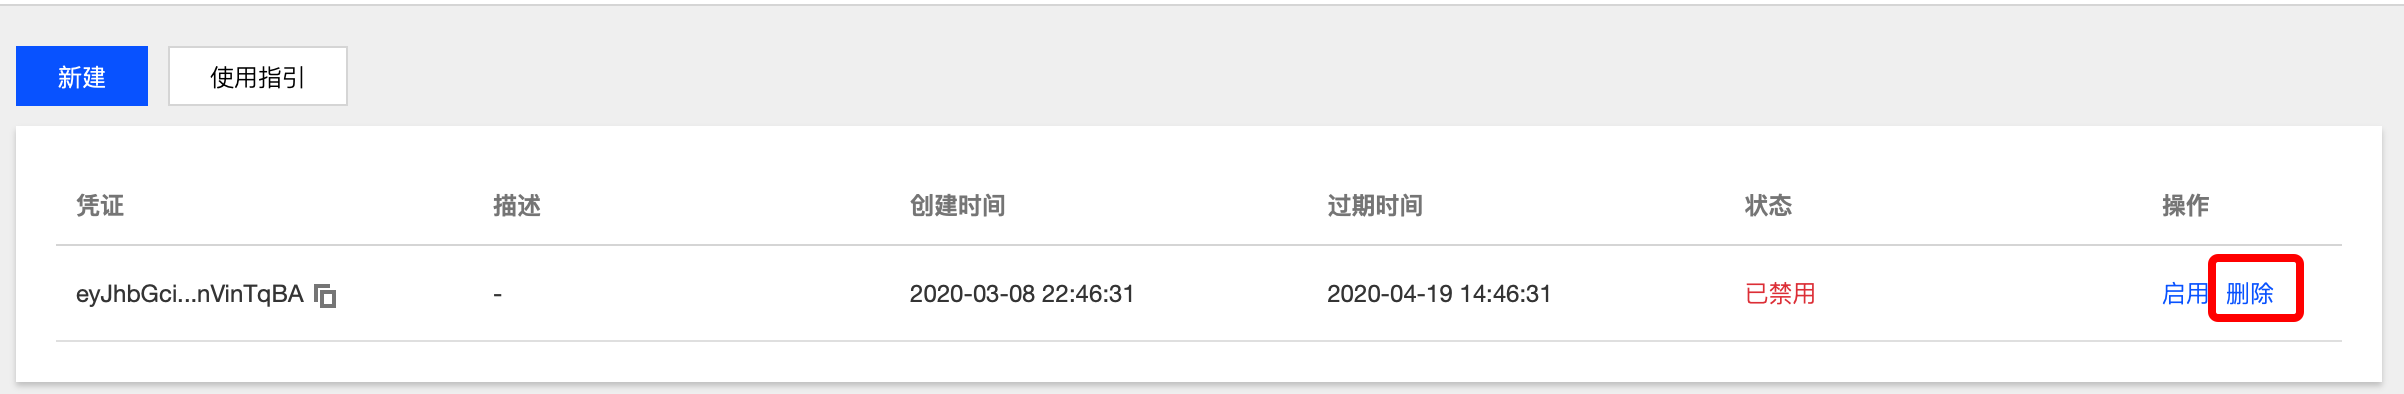 新建 使用指引
凭证 描述 创建时间 过期时间 状态 操作
eyJhbGci...nVinTqBA - 2020-03-08 22:46:31 2020-04-19 14:46:31 已禁用 启用 删除